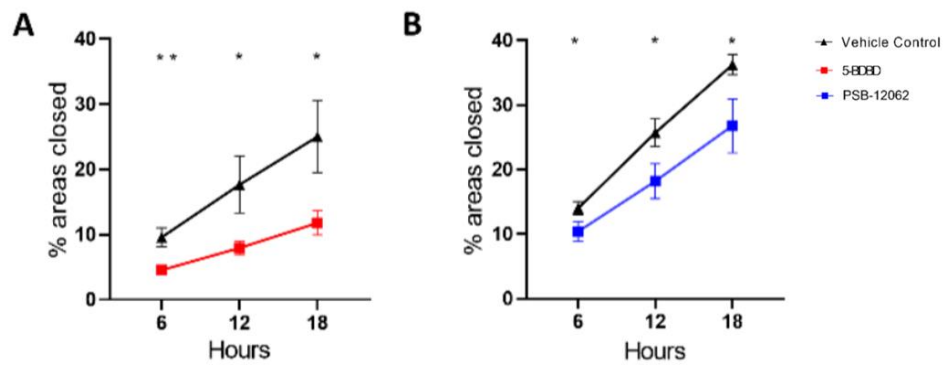 A
% areas closed
40
30
20
10
0
** * *
6 12 18
Hours
B
% areas closed
40
30
20
10
0
* * *
6 12 18
Hours
Vehicle Control
5-BDBD
PSB-12062